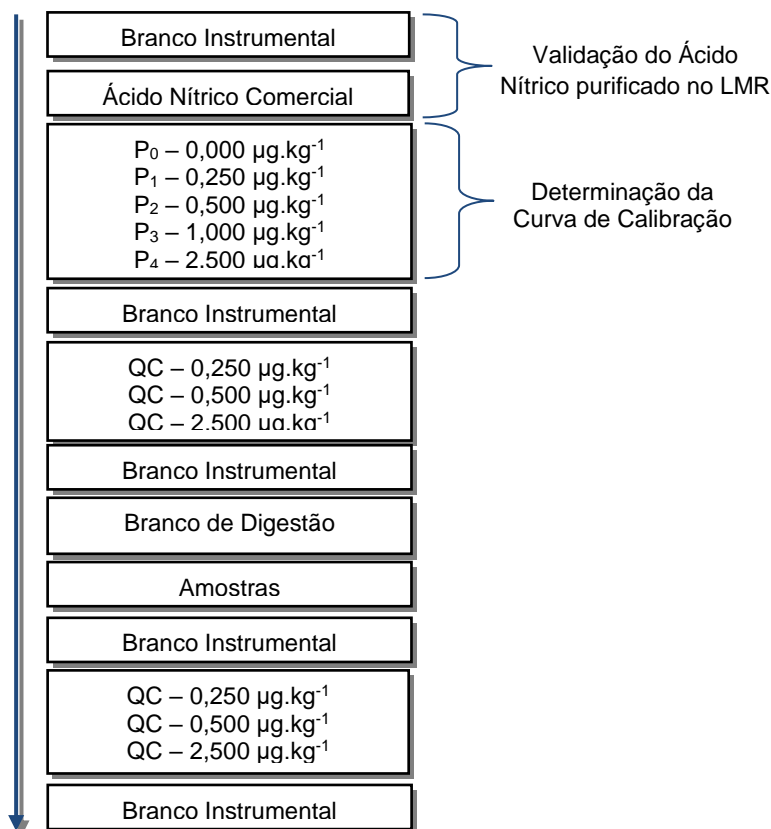 Branco Instrumental
Validação do Ácido
Nítrico purificado no LMR
Ácido Nítrico Comercial
P₀ – 0,000 µg.kg⁻¹
P₁ – 0,250 µg.kg⁻¹
P₂ – 0,500 µg.kg⁻¹
P₃ – 1,000 µg.kg⁻¹
P₄ – 2,500 µg.kg⁻¹
Determinação da
Curva de Calibração
Branco Instrumental
QC – 0,250 µg.kg⁻¹
QC – 0,500 µg.kg⁻¹
QC – 2,500 µg.kg⁻¹
Branco Instrumental
Branco de Digestão
Amostras
Branco Instrumental
QC – 0,250 µg.kg⁻¹
QC – 0,500 µg.kg⁻¹
QC – 2,500 µg.kg⁻¹
Branco Instrumental